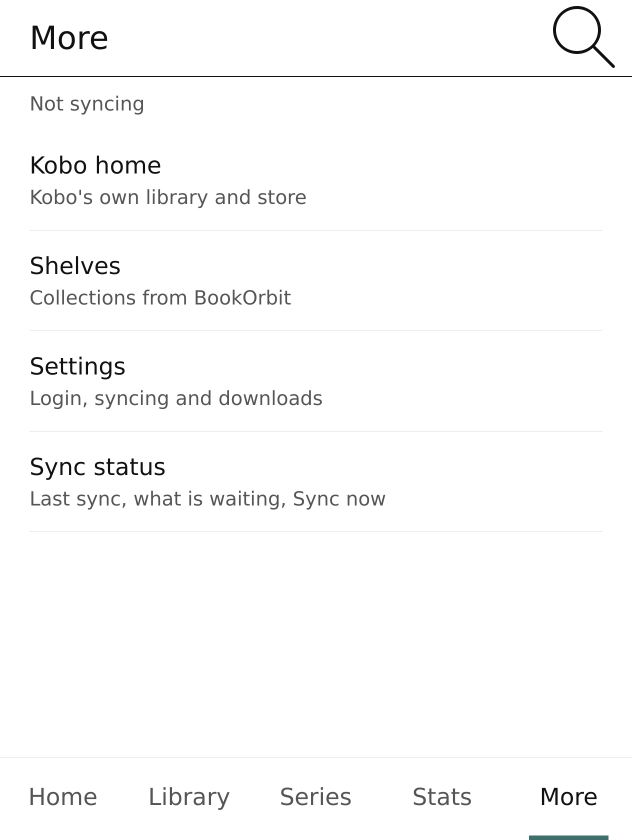 More
Not syncing
Kobo home
Kobo's own library and store
Shelves
Collections from BookOrbit
Settings
Login, syncing and downloads
Sync status
Last sync, what is waiting, Sync now
Home Library Series Stats More